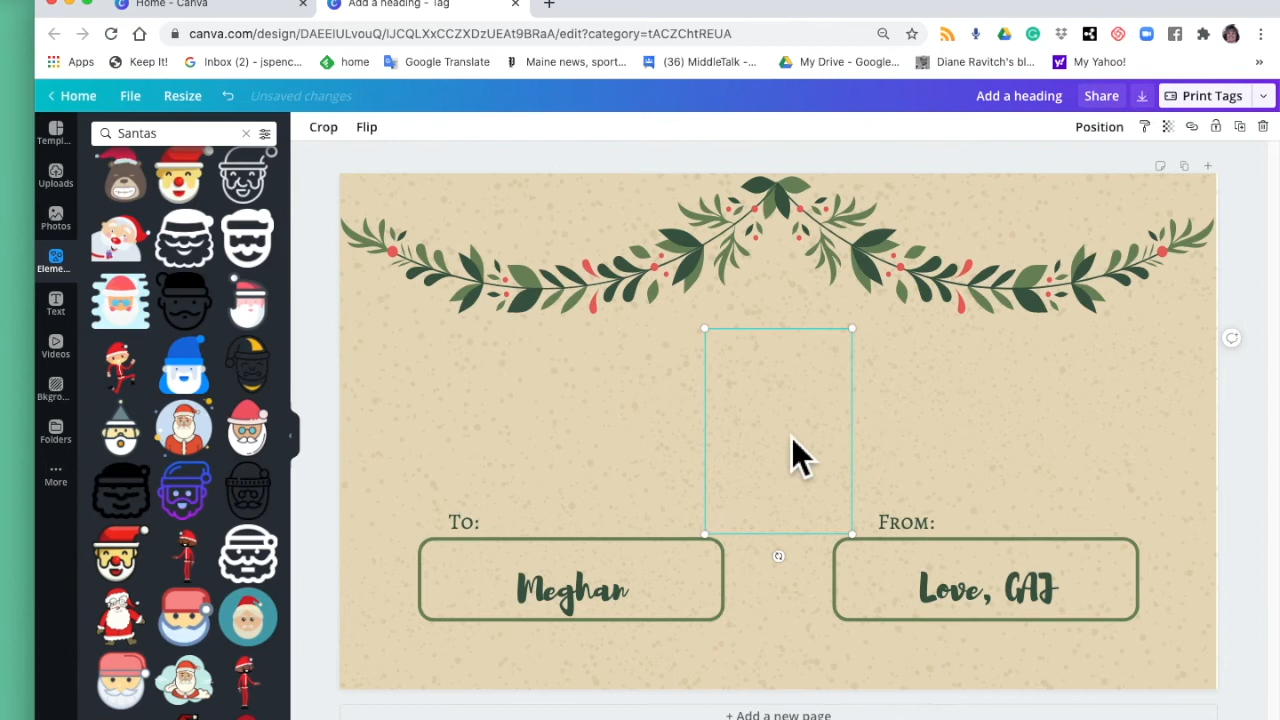 Home - Canva
Add a heading - Tag
canva.com/design/DAEEIULvouQ/IJCQLXxCCZXDzUEAt9BRaA/edit?category=tACZChtREUA
Apps Keep It! Inbox (2) - jspenc... home Google Translate Maine news, sport... (36) MiddleTalk -... My Drive - Google... Diane Ravitch's bl... My Yahoo! »
Home File Resize Unsaved changes Add a heading Share Print Tags
Santas
Crop Flip Position
Templ...
Uploads
Photos
Eleme...
Text
Videos
Bkgro...
Folders
More
To: From:
Meghan Love, CAJ
+ Add a new page